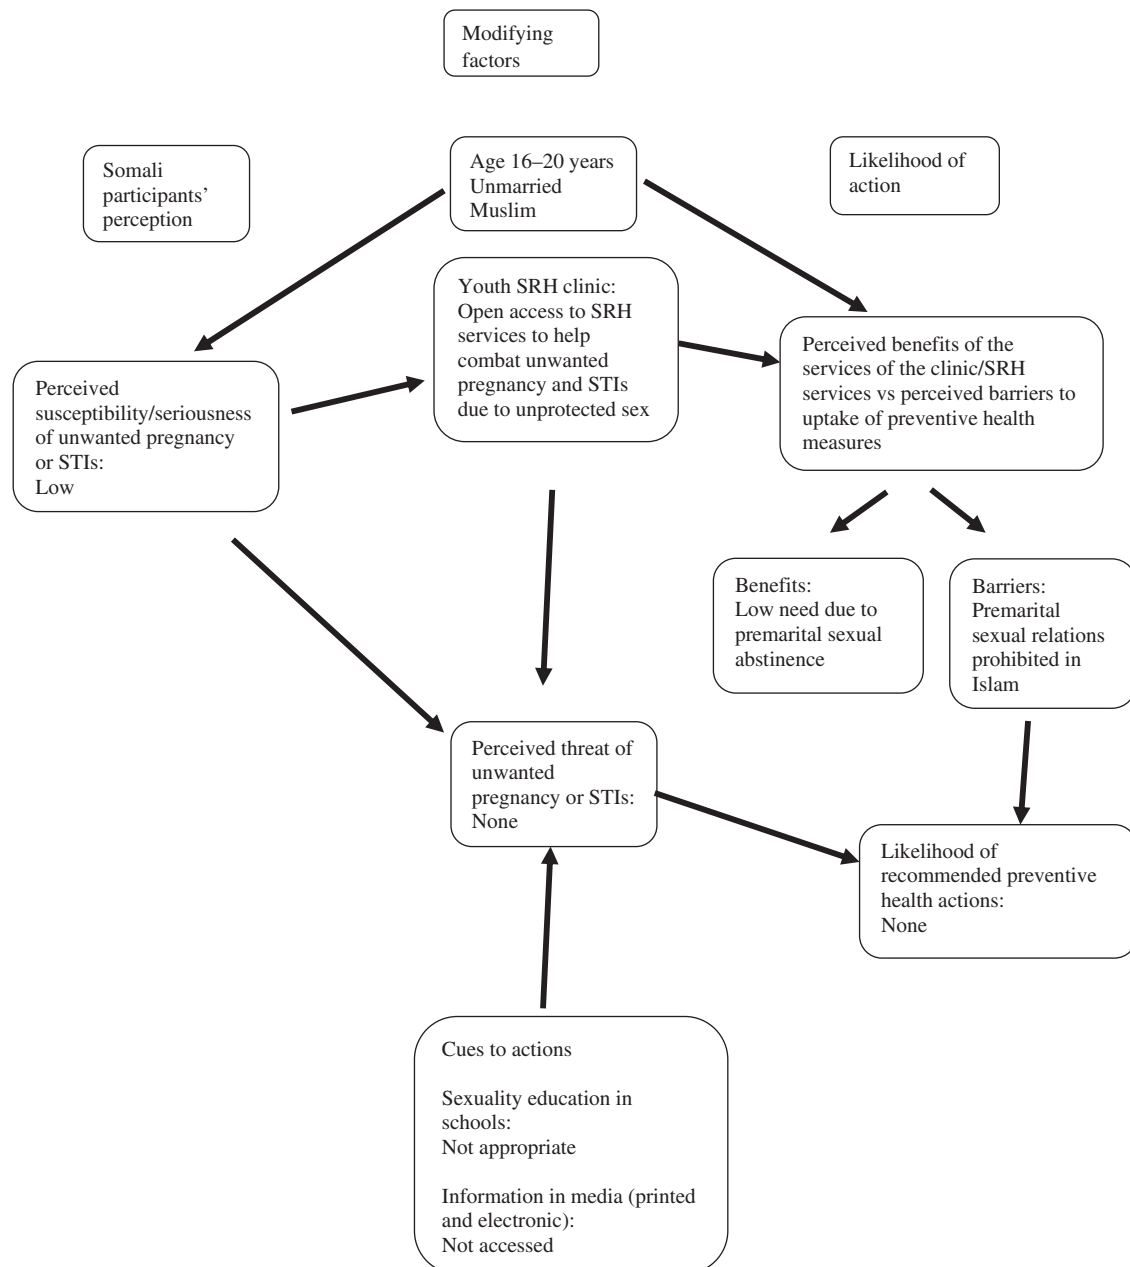 Modifying
factors
Somali
participants’
perception
Age 16–20 years
Unmarried
Muslim
Likelihood of
action
Youth SRH clinic:
Open access to SRH
services to help
combat unwanted
pregnancy and STIs
due to unprotected sex
Perceived
susceptibility/seriousness
of unwanted pregnancy
or STIs:
Low
Perceived benefits of the
services of the clinic/SRH
services vs perceived barriers to
uptake of preventive health
measures
Benefits:
Low need due to
premarital sexual
abstinence
Barriers:
Premarital
sexual relations
prohibited in
Islam
Perceived threat of
unwanted
pregnancy or STIs:
None
Likelihood of
recommended preventive
health actions:
None
Cues to actions
Sexuality education in
schools:
Not appropriate
Information in media (printed
and electronic):
Not accessed